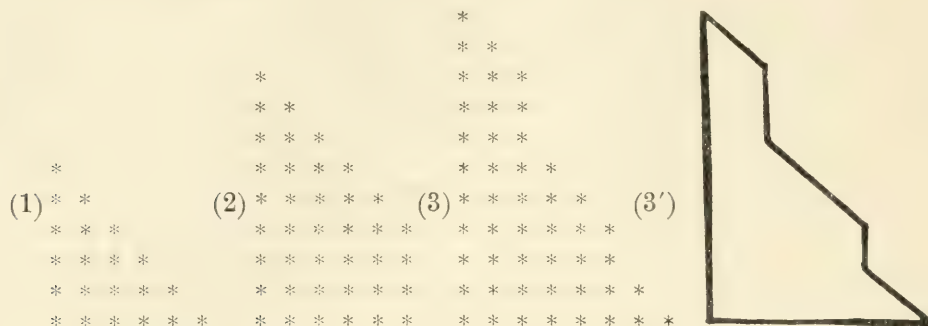 *
* *
* * * *
* * * * *
* * * * * *
* * * * * * * * *
(1) * * (2) * * * * * (3) * * * * * (3′)
* * * * * * * * * * * * * * *
* * * * * * * * * * * * * * * *
* * * * * * * * * * * * * * * * * *
* * * * * * * * * * * * * * * * * * * *